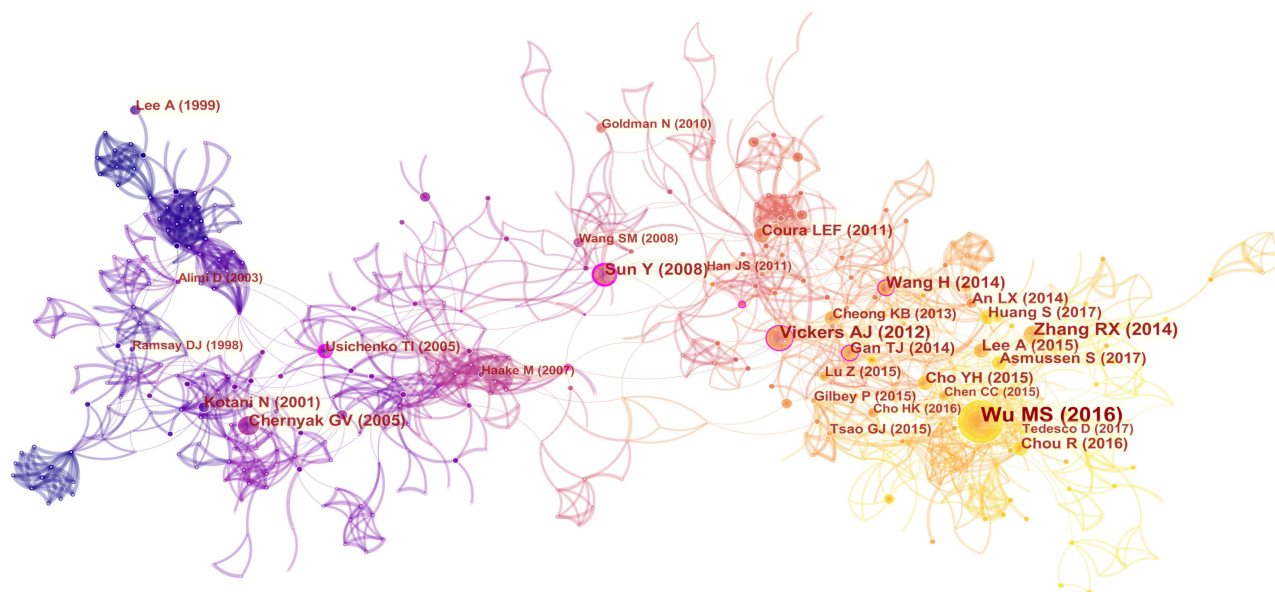 Lee A (1999)
Goldman N (2010)
Coura LEF (2011)
Wang SM (2008)
Sun Y (2008)
Han JS (2011)
Alimi D (2003)
Wang H (2014)
An LX (2014)
Huang S (2017)
Cheong KB (2013)
Vickers AJ (2012)
Zhang RX (2014)
Ramsay DJ (1998)
Usichenko TI (2005)
Gan TJ (2014)
Lee A (2015)
Asmussen S (2017)
Haake M (2007)
Lu Z (2015)
Cho YH (2015)
Chen CC (2015)
Gilbey P (2015)
Kotani N (2001)
Cho HK (2016)
Wu MS (2016)
Chernyak GV (2005)
Tsao GJ (2015)
Tedesco D (2017)
Chou R (2016)